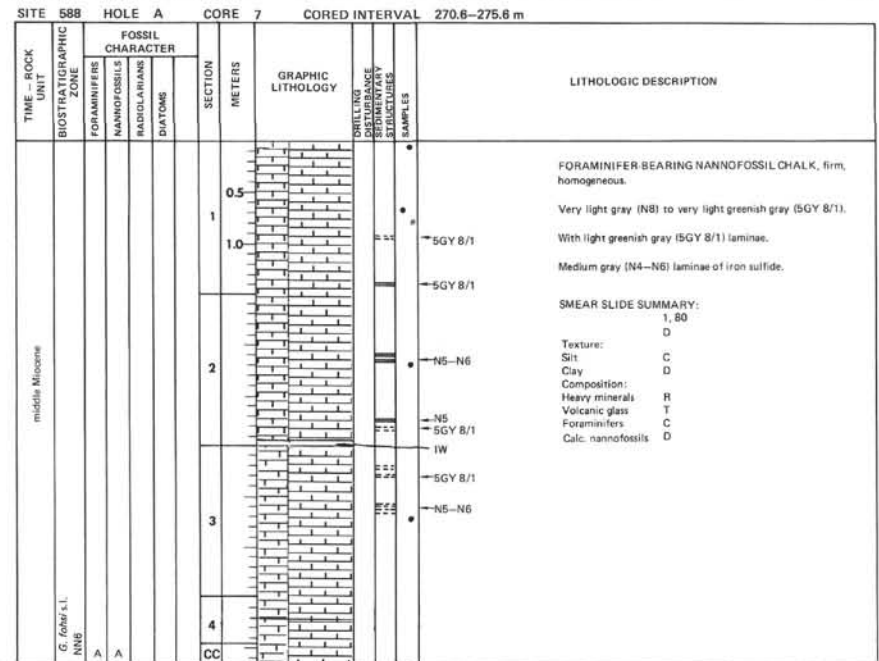 SITE 588 HOLE A CORE 7 CORED INTERVAL 270.6–275.6 m
TIME – ROCK
UNIT
BIOSTRATIGRAPHIC
ZONE
FOSSIL
CHARACTER
FORAMINIFERS
NANNOFOSSILS
RADIOLARIANS
DIATOMS
SECTION
METERS
GRAPHIC
LITHOLOGY
DRILLING
DISTURBANCE
SEDIMENTARY
STRUCTURES
SAMPLES
LITHOLOGIC DESCRIPTION
middle Miocene
G. fohsi s.l.
NN6
A A
1
0.5
1.0
2
3
4
CC
5GY 8/1
5GY 8/1
N5–N6
N5
5GY 8/1
IW
5GY 8/1
N5–N6
FORAMINIFER-BEARING NANNOFOSSIL CHALK, firm,
homogeneous.
Very light gray (N8) to very light greenish gray (5GY 8/1).
With light greenish gray (5GY 8/1) laminae.
Medium gray (N4–N6) laminae of iron sulfide.
SMEAR SLIDE SUMMARY:
1, 80
D
Texture:
Silt C
Clay D
Composition:
Heavy minerals R
Volcanic glass T
Foraminifers C
Calc. nannofossils D